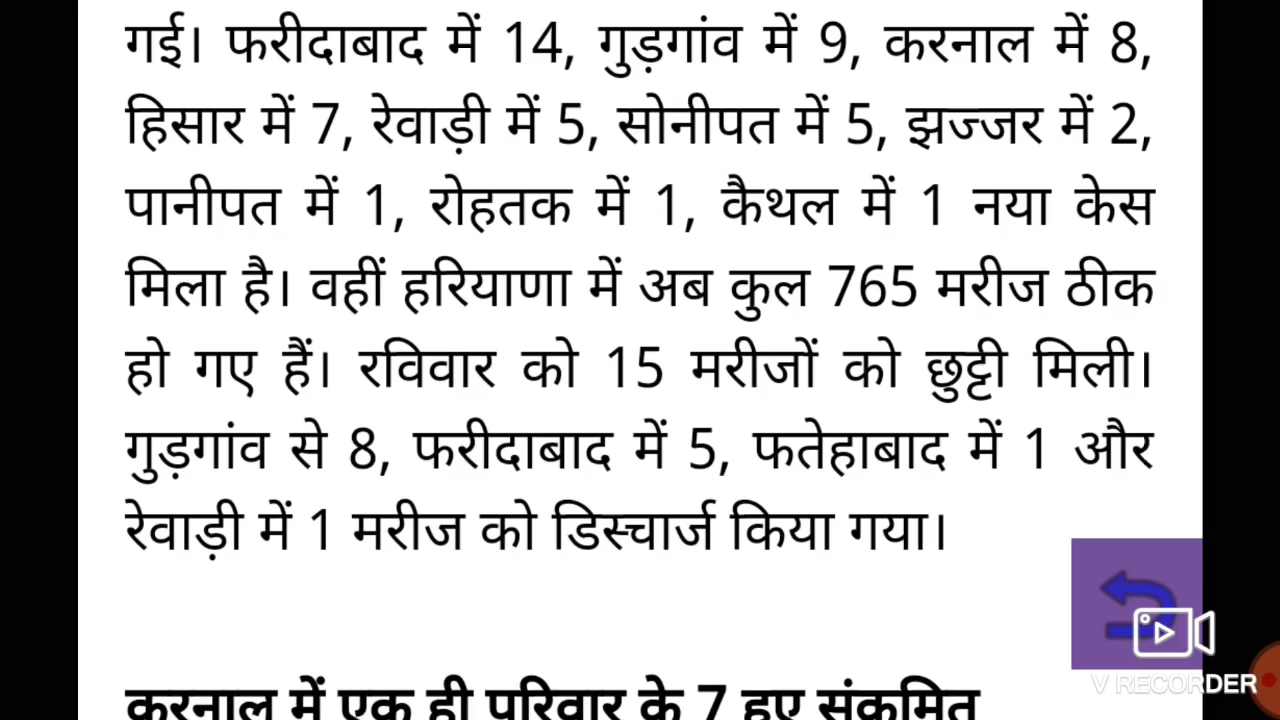 गई। फरीदाबाद में 14, गुड़गांव में 9, करनाल में 8,
हिसार में 7, रेवाड़ी में 5, सोनीपत में 5, झज्जर में 2,
पानीपत में 1, रोहतक में 1, कैथल में 1 नया केस
मिला है। वहीं हरियाणा में अब कुल 765 मरीज ठीक
हो गए हैं। रविवार को 15 मरीजों को छुट्टी मिली।
गुड़गांव से 8, फरीदाबाद में 5, फतेहाबाद में 1 और
रेवाड़ी में 1 मरीज को डिस्चार्ज किया गया।
V RECORDER
करनाल में एक ही परिवार के 7 हुए संक्रमित